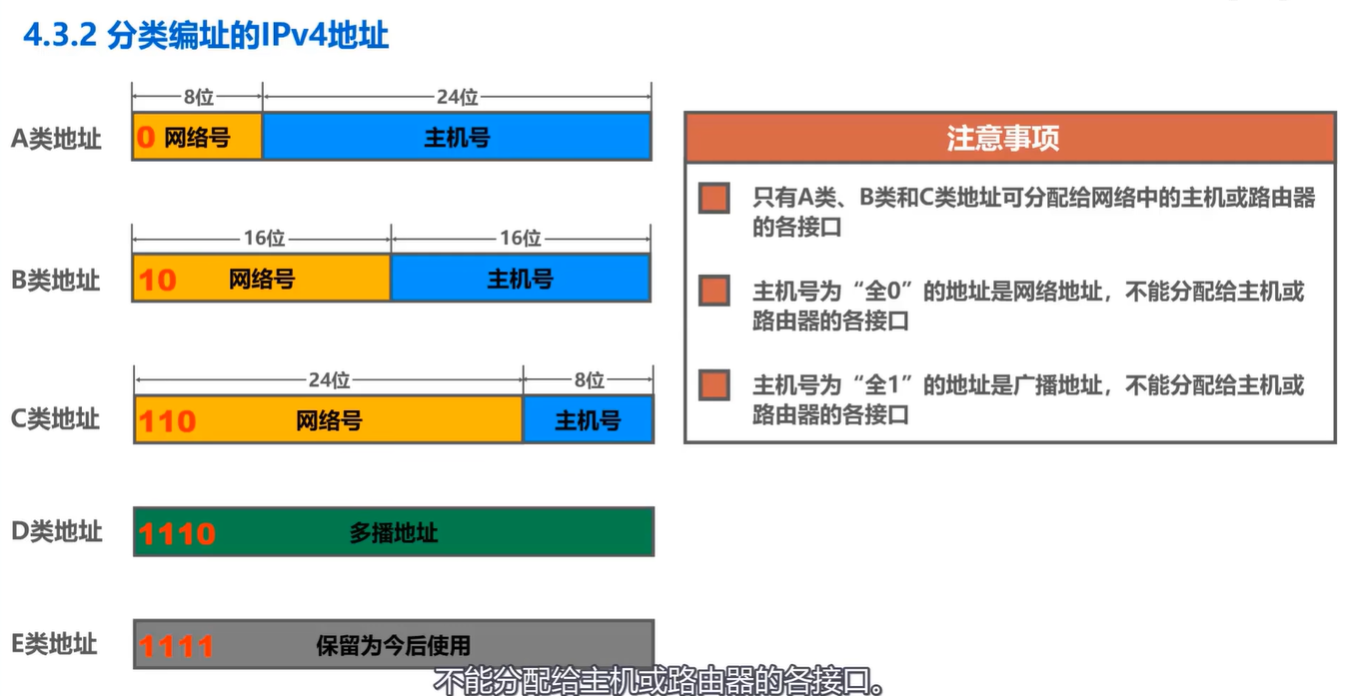 4.3.2 分类编址的IPv4地址
8位
24位
A类地址
0 网络号
主机号
16位
16位
B类地址
10 网络号
主机号
24位
8位
C类地址
110 网络号
主机号
D类地址
1110 多播地址
E类地址
1111 保留为今后使用
注意事项
只有A类、B类和C类地址可分配给网络中的主机或路由器
的各接口
主机号为“全0”的地址是网络地址，不能分配给主机或
路由器的各接口
主机号为“全1”的地址是广播地址，不能分配给主机或
路由器的各接口
不能分配给主机或路由器的各接口。